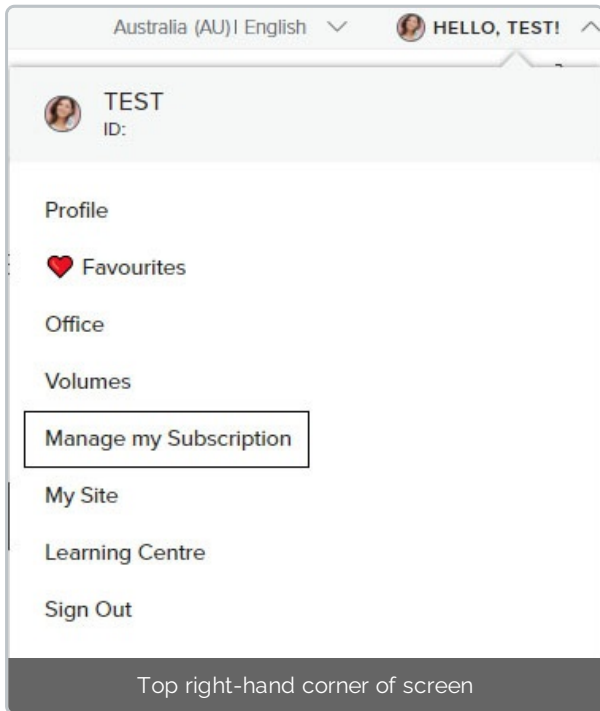 Australia (AU)| English
HELLO, TEST!
TEST
ID:
Profile
Favourites
Office
Volumes
Manage my Subscription
My Site
Learning Centre
Sign Out
Top right-hand corner of screen